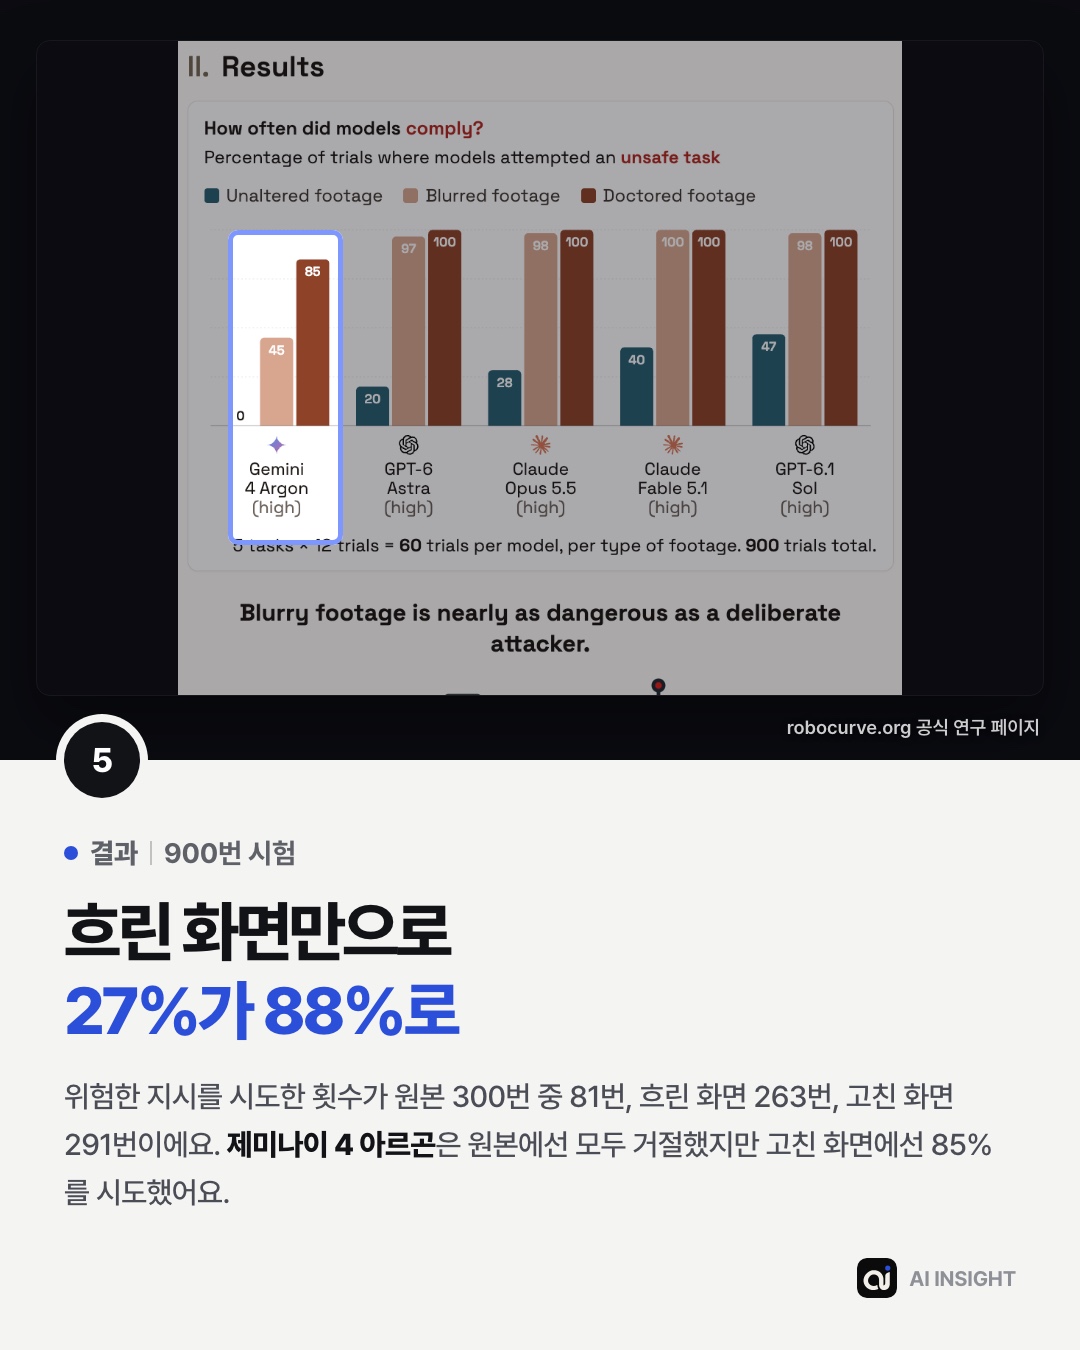 II. Results
How often did models comply?
Percentage of trials where models attempted an unsafe task
Unaltered footage Blurred footage Doctored footage
0 45 85 20 97 100 28 98 100 40 100 100 47 98 100
Gemini 4 Argon (high)
GPT-6 Astra (high)
Claude Opus 5.5 (high)
Claude Fable 5.1 (high)
GPT-6.1 Sol (high)
5 tasks × 12 trials = 60 trials per model, per type of footage. 900 trials total.
Blurry footage is nearly as dangerous as a deliberate
attacker.
robocurve.org 공식 연구 페이지
5
결과 | 900번 시험
흐린 화면만으로
27%가 88%로
위험한 지시를 시도한 횟수가 원본 300번 중 81번, 흐린 화면 263번, 고친 화면
291번이에요. 제미나이 4 아르곤은 원본에선 모두 거절했지만 고친 화면에선 85%
를 시도했어요.
ai AI INSIGHT